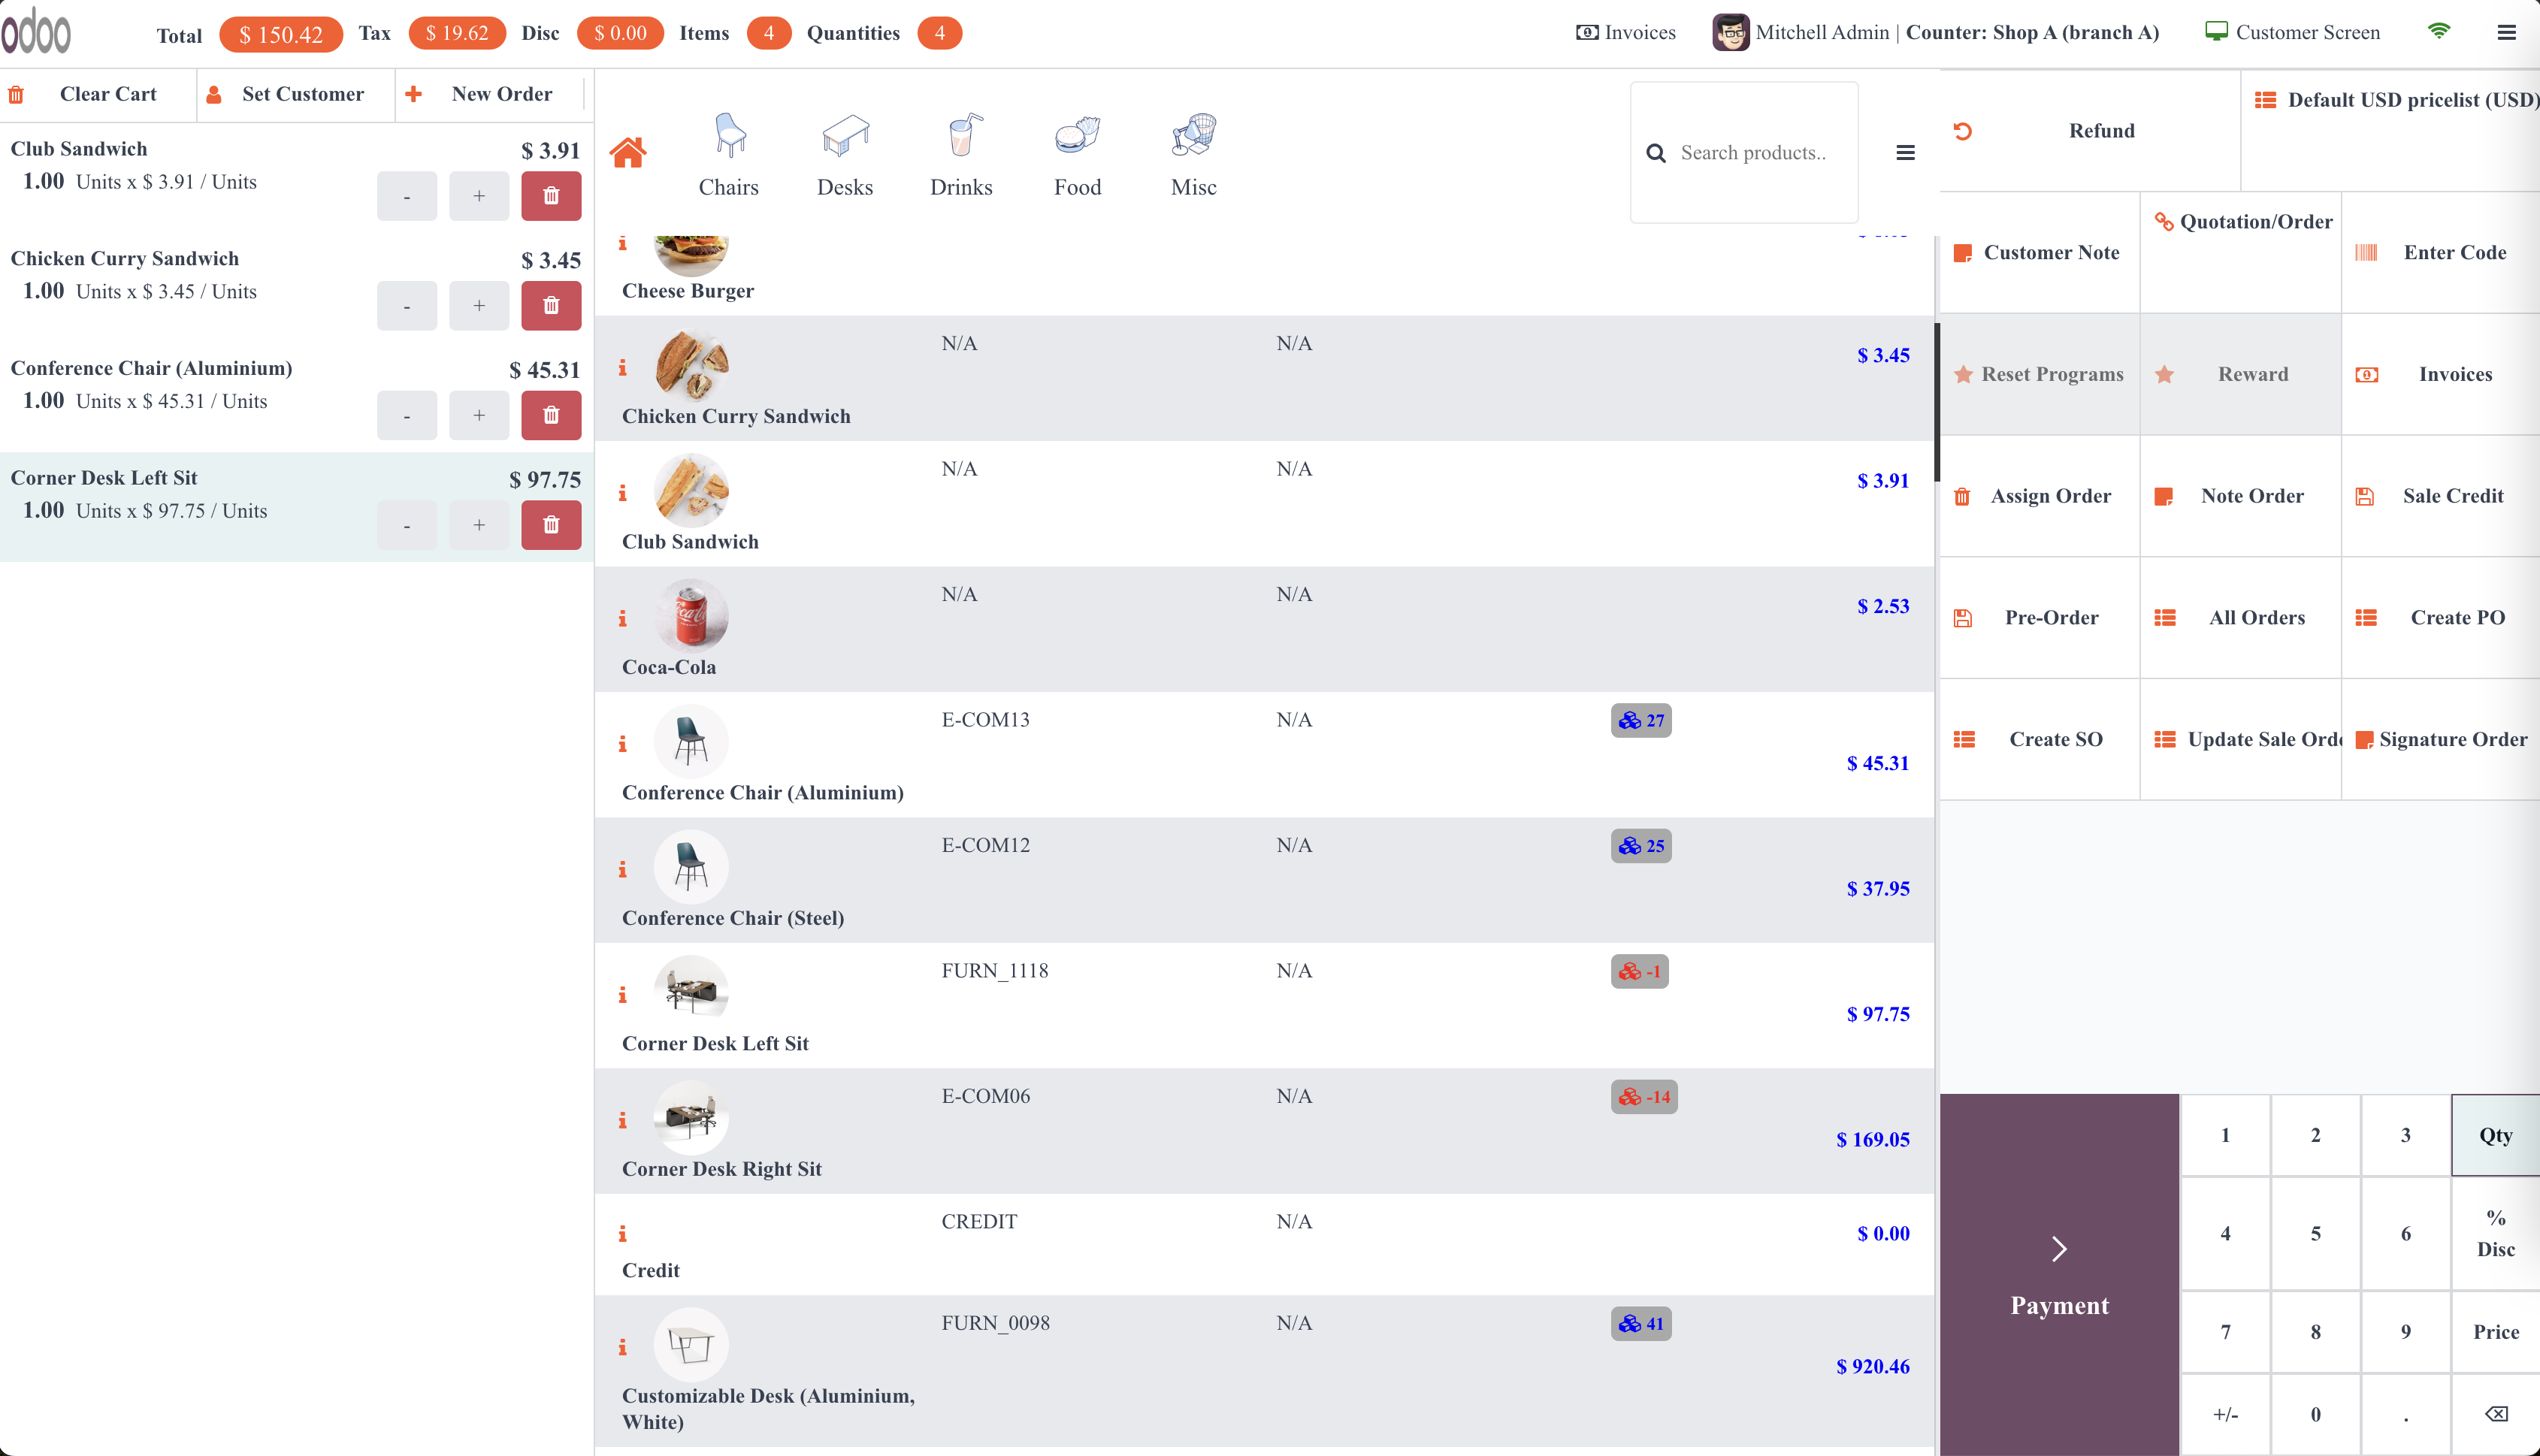 odoo
Total $ 150.42 Tax $ 19.62 Disc $ 0.00 Items 4 Quantities 4 Invoices Mitchell Admin | Counter: Shop A (branch A) Customer Screen
Clear Cart Set Customer New Order
Club Sandwich $ 3.91
1.00 Units x $ 3.91 / Units - +
Chicken Curry Sandwich $ 3.45
1.00 Units x $ 3.45 / Units - +
Conference Chair (Aluminium) $ 45.31
1.00 Units x $ 45.31 / Units - +
Corner Desk Left Sit $ 97.75
1.00 Units x $ 97.75 / Units - +
Chairs Desks Drinks Food Misc
Search products..
Cheese Burger
N/A N/A $ 3.45
Chicken Curry Sandwich
N/A N/A $ 3.91
Club Sandwich
N/A N/A $ 2.53
Coca-Cola
E-COM13 N/A 27
$ 45.31
Conference Chair (Aluminium)
E-COM12 N/A 25
$ 37.95
Conference Chair (Steel)
FURN_1118 N/A -1
$ 97.75
Corner Desk Left Sit
E-COM06 N/A -14
$ 169.05
Corner Desk Right Sit
CREDIT N/A $ 0.00
Credit
FURN_0098 N/A 41
$ 920.46
Customizable Desk (Aluminium,
White)
Refund Default USD pricelist (USD)
Customer Note Quotation/Order Enter Code
Reset Programs Reward Invoices
Assign Order Note Order Sale Credit
Pre-Order All Orders Create PO
Create SO Update Sale Orde Signature Order
Payment
1 2 3 Qty
4 5 6 % Disc
7 8 9 Price
+/- 0 .